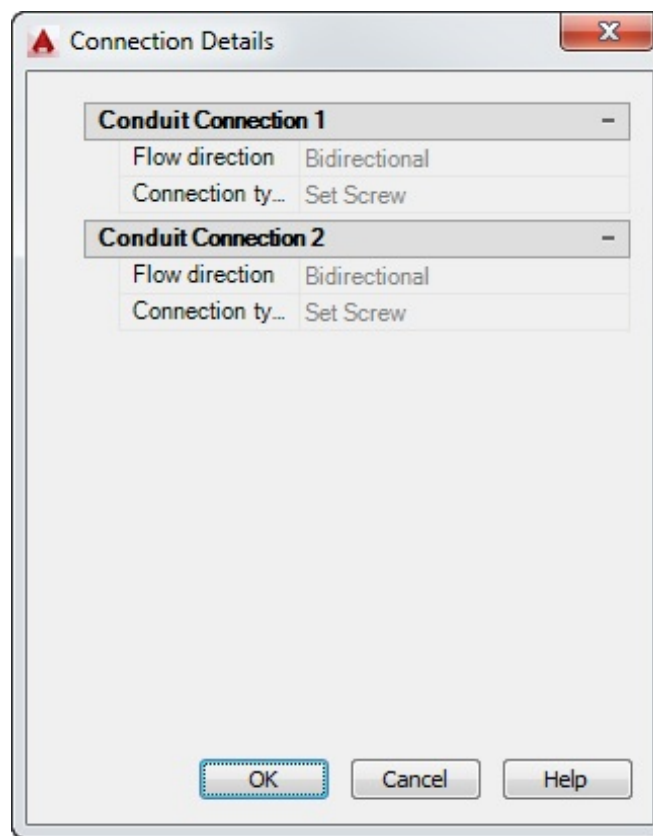 Connection Details
Conduit Connection 1
Flow direction Bidirectional
Connection ty... Set Screw
Conduit Connection 2
Flow direction Bidirectional
Connection ty... Set Screw
OK Cancel Help